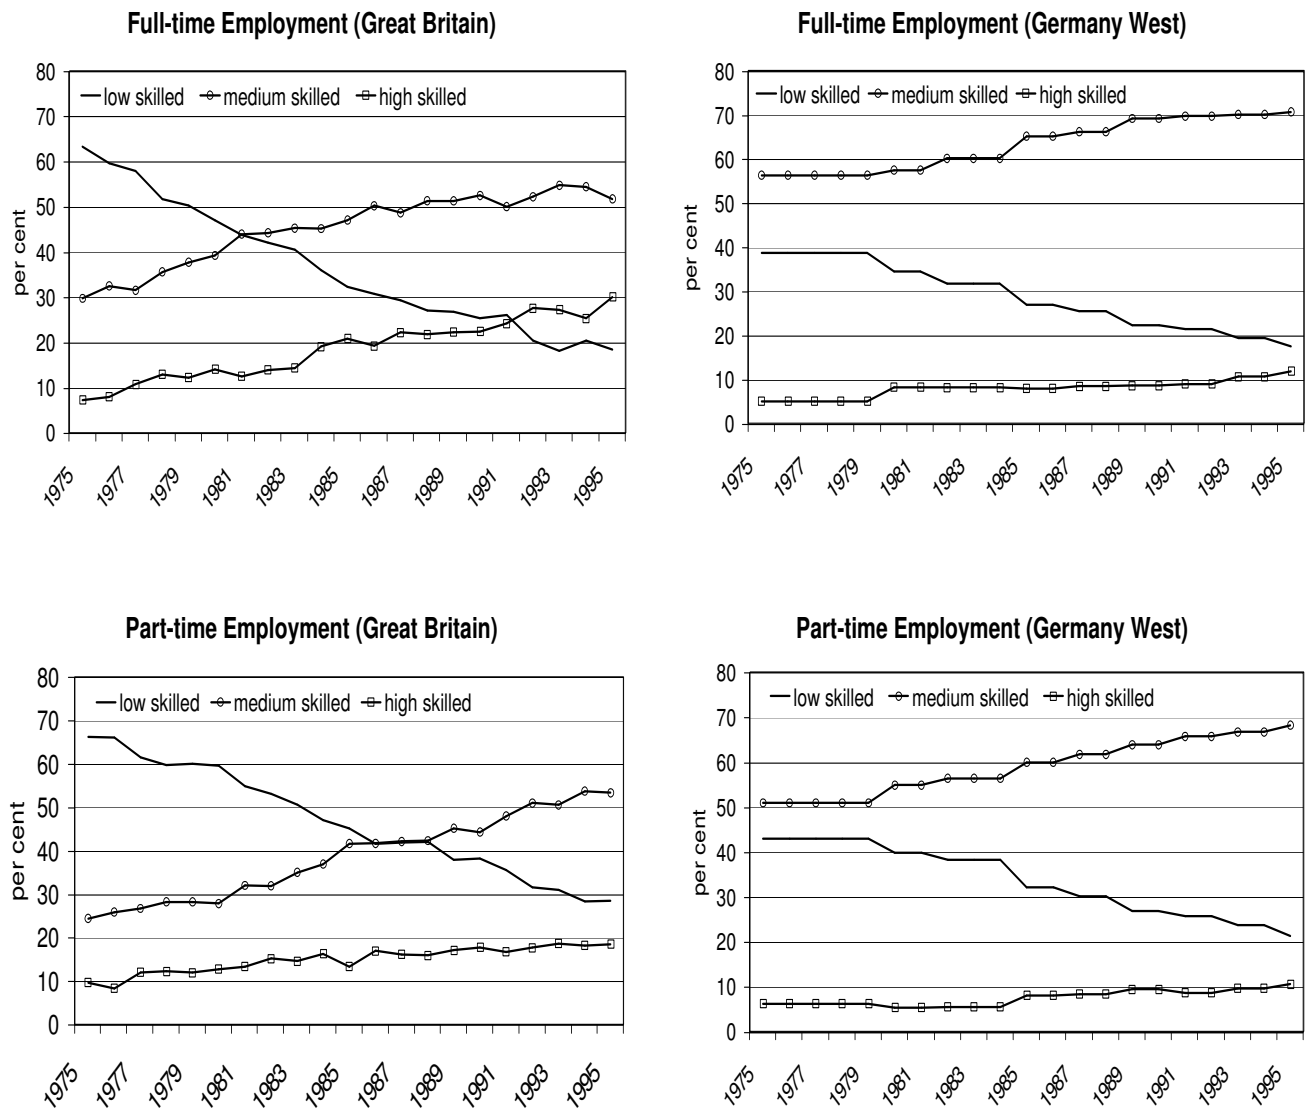 Full-time Employment (Great Britain)
80
70
60
50
40
30
20
10
0
per cent
low skilled medium skilled high skilled
1975 1977 1979 1981 1983 1985 1987 1989 1991 1993 1995
Full-time Employment (Germany West)
80
70
60
50
40
30
20
10
0
per cent
low skilled medium skilled high skilled
1975 1977 1979 1981 1983 1985 1987 1989 1991 1993 1995
Part-time Employment (Great Britain)
80
70
60
50
40
30
20
10
0
per cent
low skilled medium skilled high skilled
1975 1977 1979 1981 1983 1985 1987 1989 1991 1993 1995
Part-time Employment (Germany West)
80
70
60
50
40
30
20
10
0
per cent
low skilled medium skilled high skilled
1975 1977 1979 1981 1983 1985 1987 1989 1991 1993 1995